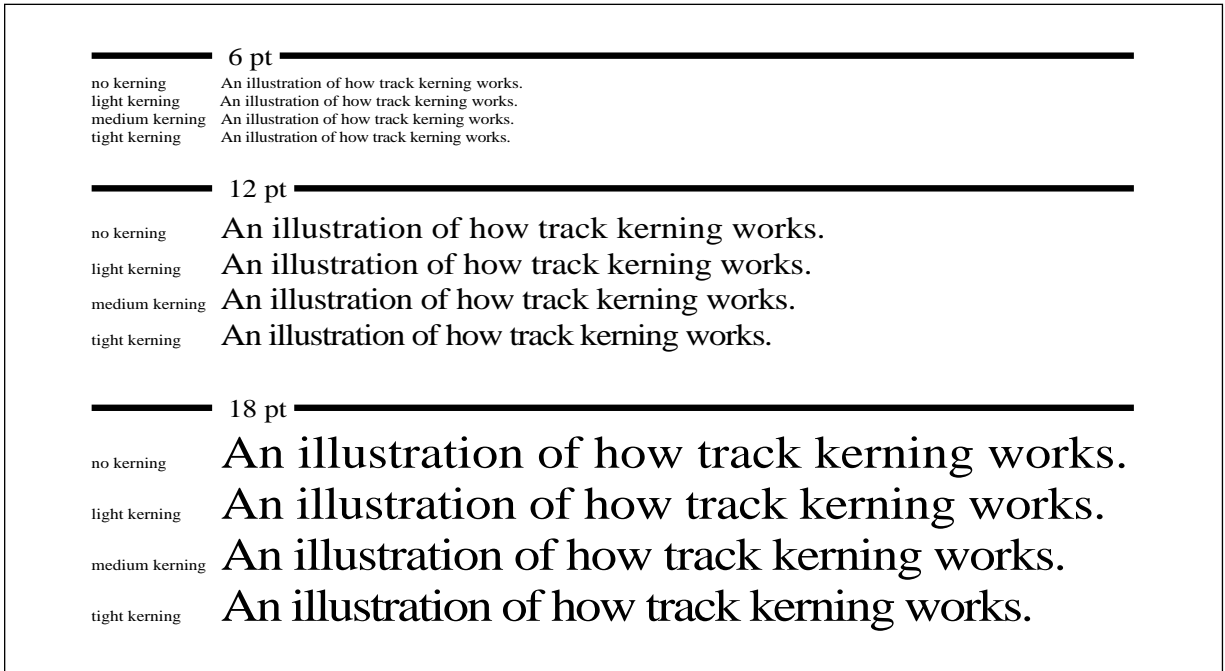 6 pt
no kerning An illustration of how track kerning works.
light kerning An illustration of how track kerning works.
medium kerning An illustration of how track kerning works.
tight kerning An illustration of how track kerning works.
12 pt
no kerning An illustration of how track kerning works.
light kerning An illustration of how track kerning works.
medium kerning An illustration of how track kerning works.
tight kerning An illustration of how track kerning works.
18 pt
no kerning An illustration of how track kerning works.
light kerning An illustration of how track kerning works.
medium kerning An illustration of how track kerning works.
tight kerning An illustration of how track kerning works.